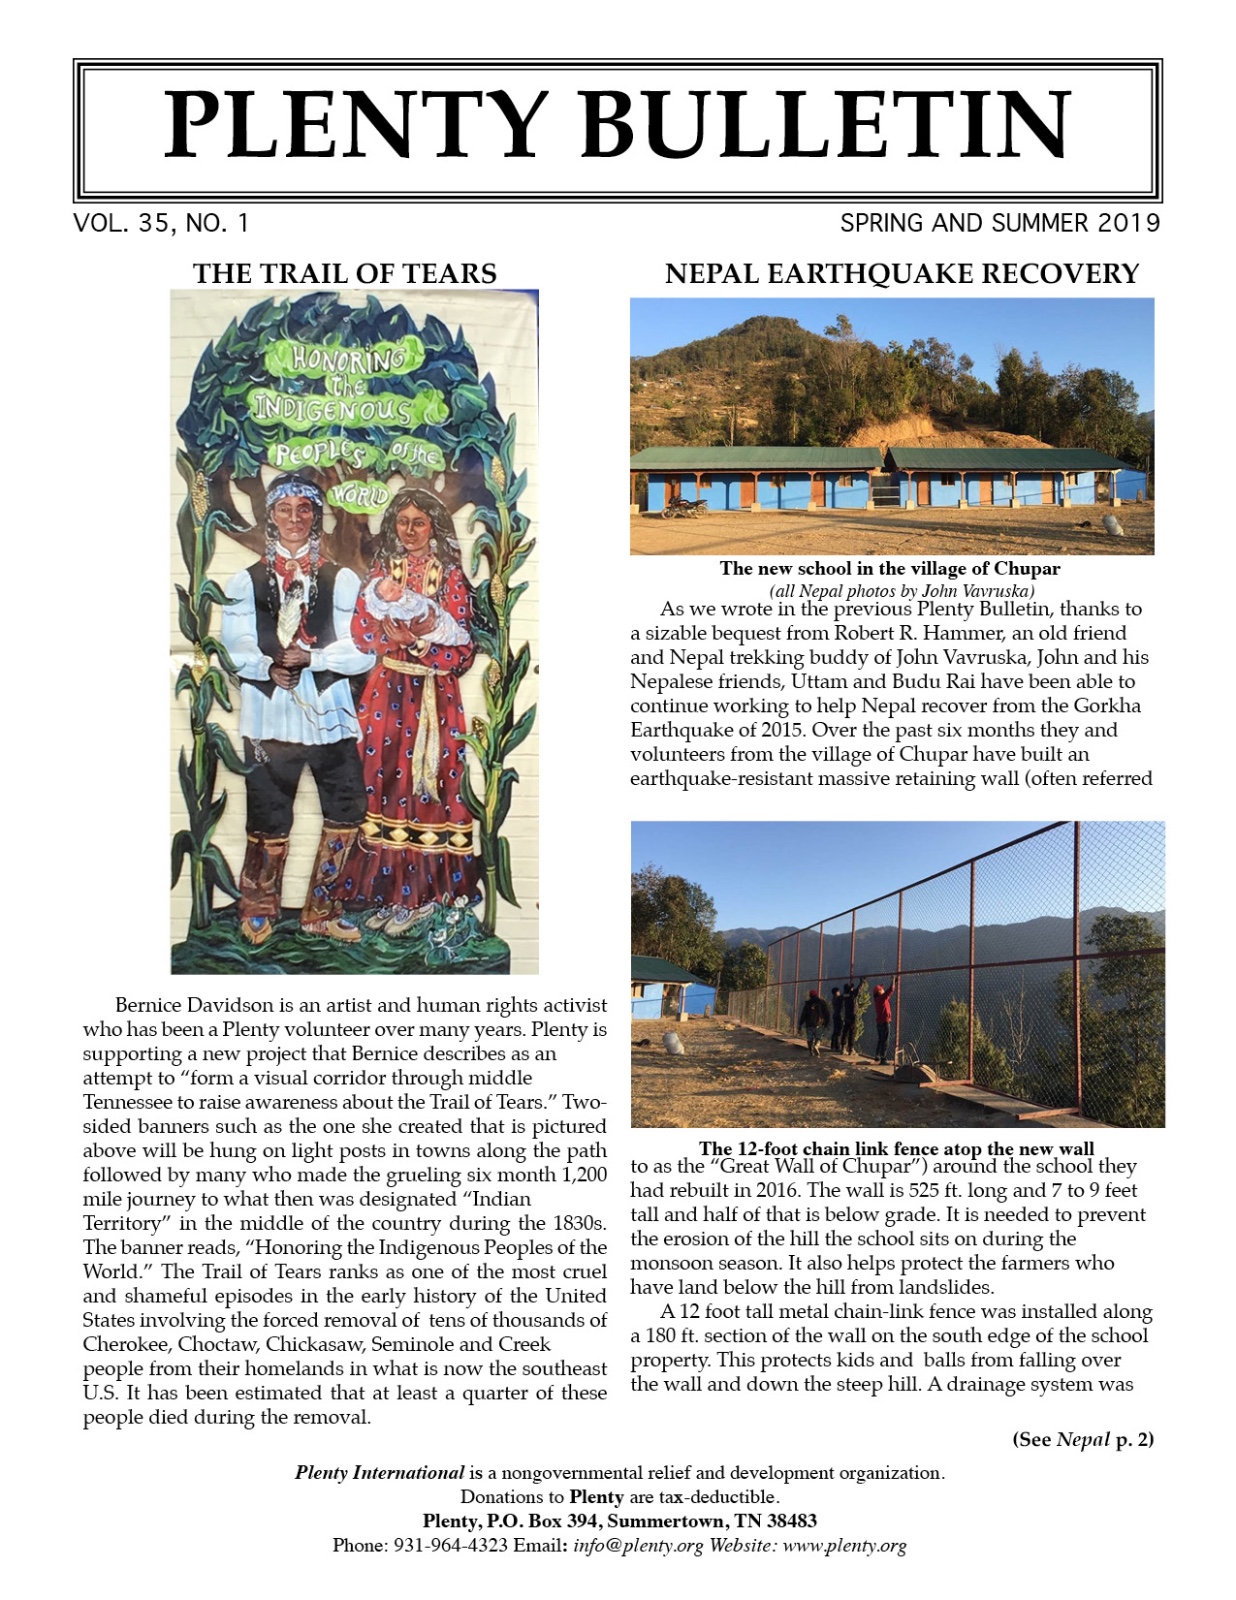 PLENTY BULLETIN
VOL. 35, NO. 1
SPRING AND SUMMER 2019
THE TRAIL OF TEARS
HONORING
the
INDIGENOUS
PEOPLES of the
WORLD
Bernice Davidson is an artist and human rights activist
who has been a Plenty volunteer over many years. Plenty is
supporting a new project that Bernice describes as an
attempt to “form a visual corridor through middle
Tennessee to raise awareness about the Trail of Tears.” Two-
sided banners such as the one she created that is pictured
above will be hung on light posts in towns along the path
followed by many who made the grueling six month 1,200
mile journey to what then was designated “Indian
Territory” in the middle of the country during the 1830s.
The banner reads, “Honoring the Indigenous Peoples of the
World.” The Trail of Tears ranks as one of the most cruel
and shameful episodes in the early history of the United
States involving the forced removal of tens of thousands of
Cherokee, Choctaw, Chickasaw, Seminole and Creek
people from their homelands in what is now the southeast
U.S. It has been estimated that at least a quarter of these
people died during the removal.
NEPAL EARTHQUAKE RECOVERY
The new school in the village of Chupar
(all Nepal photos by John Vavruska)
As we wrote in the previous Plenty Bulletin, thanks to
a sizable bequest from Robert R. Hammer, an old friend
and Nepal trekking buddy of John Vavruska, John and his
Nepalese friends, Uttam and Budu Rai have been able to
continue working to help Nepal recover from the Gorkha
Earthquake of 2015. Over the past six months they and
volunteers from the village of Chupar have built an
earthquake-resistant massive retaining wall (often referred
The 12-foot chain link fence atop the new wall
to as the “Great Wall of Chupar”) around the school they
had rebuilt in 2016. The wall is 525 ft. long and 7 to 9 feet
tall and half of that is below grade. It is needed to prevent
the erosion of the hill the school sits on during the
monsoon season. It also helps protect the farmers who
have land below the hill from landslides.
A 12 foot tall metal chain-link fence was installed along
a 180 ft. section of the wall on the south edge of the school
property. This protects kids and balls from falling over
the wall and down the steep hill. A drainage system was
(See Nepal p. 2)
Plenty International is a nongovernmental relief and development organization.
Donations to Plenty are tax-deductible.
Plenty, P.O. Box 394, Summertown, TN 38483
Phone: 931-964-4323 Email: info@plenty.org Website: www.plenty.org